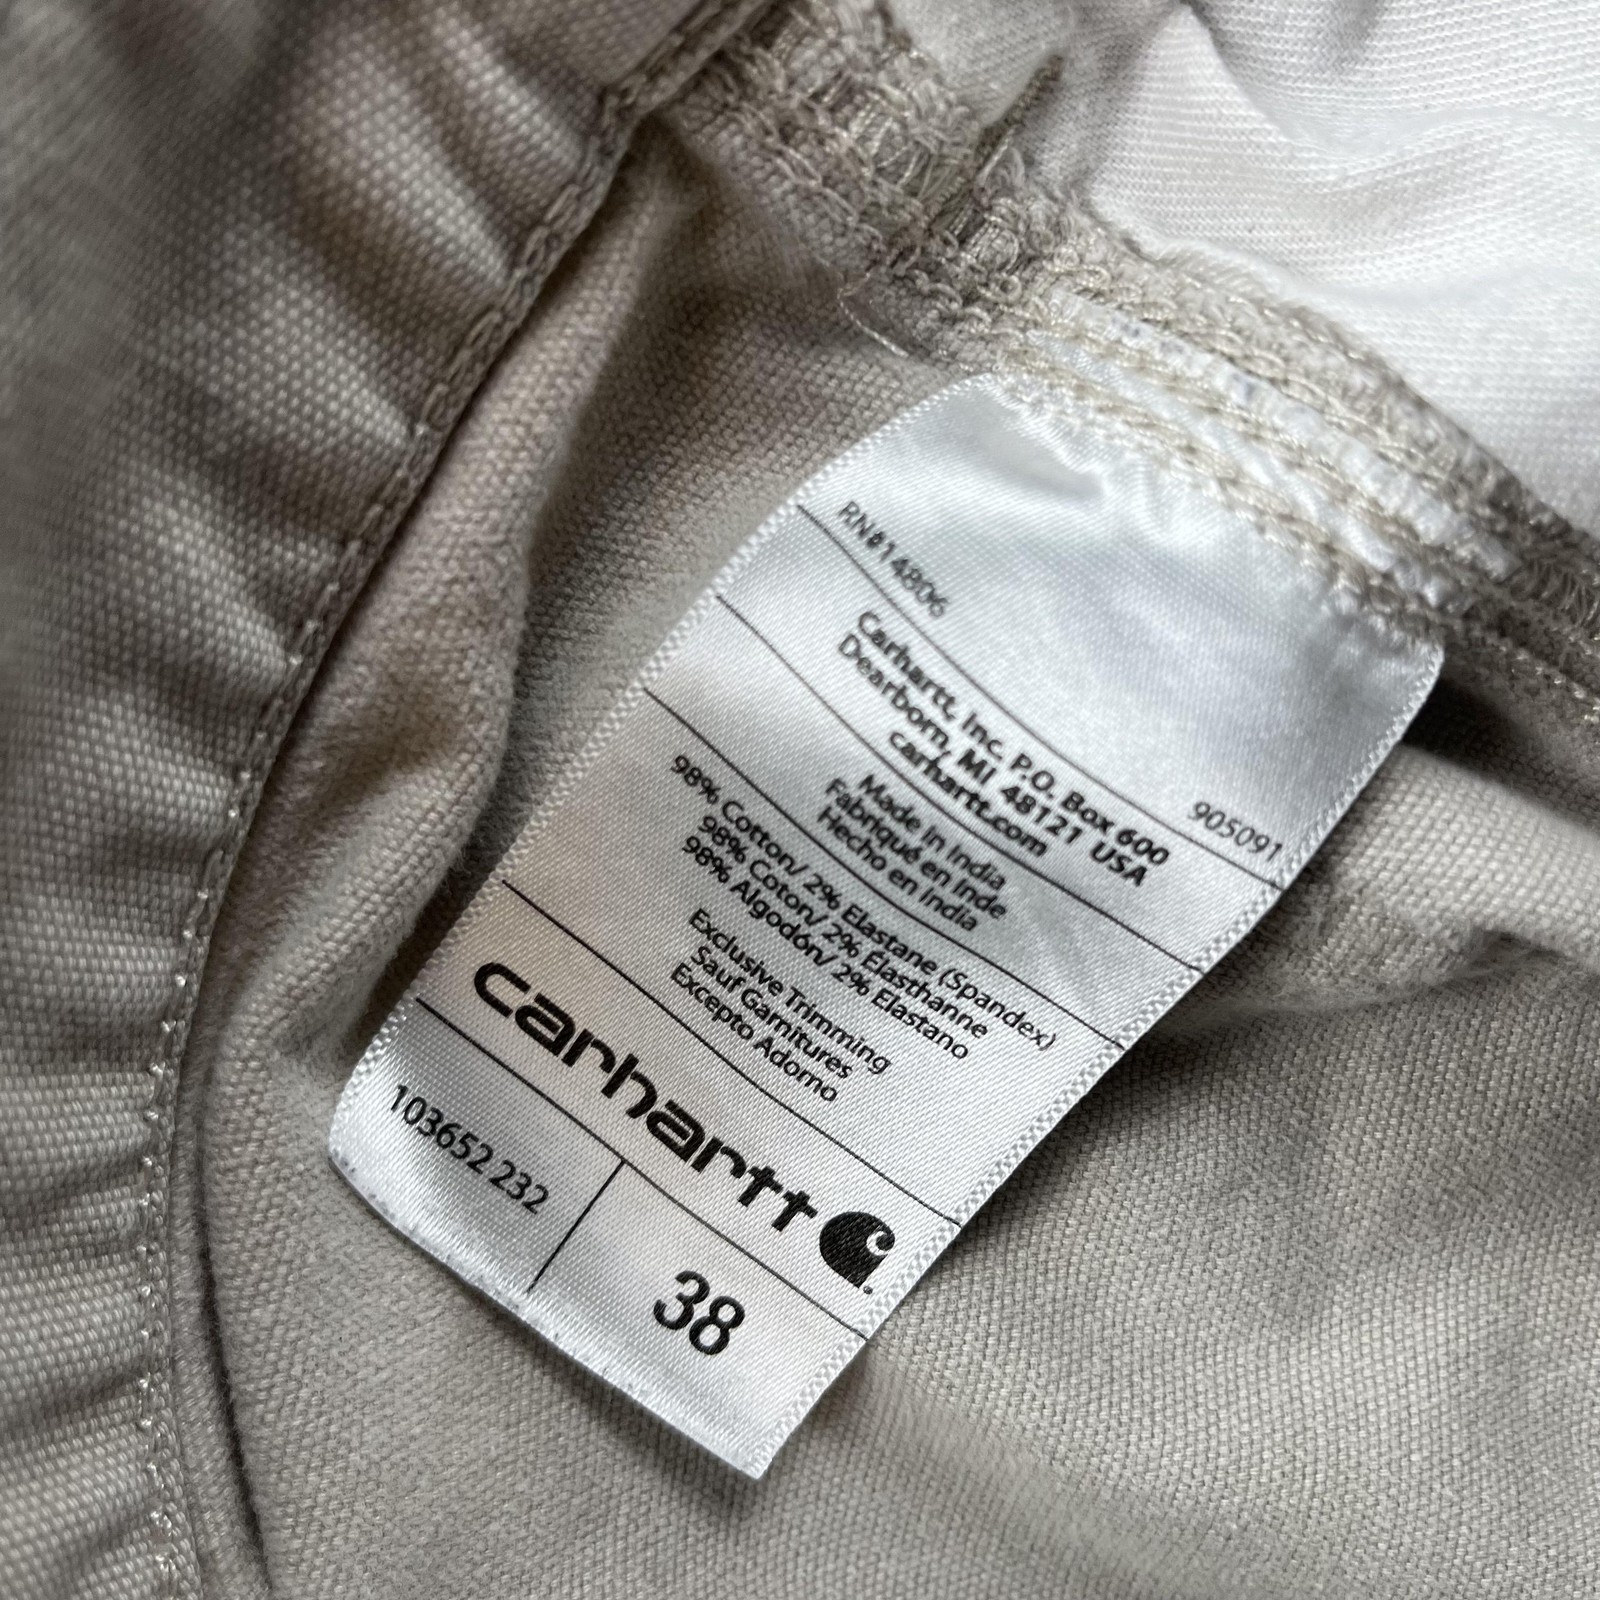 RN#14806
905091
Carhartt, Inc. P.O. Box 600
Dearborn, MI 48121 USA
carhartt.com
Made in India
Fabriqué en Inde
Hecho en India
98% Cotton/ 2% Elastane (Spandex)
98% Coton/ 2% Élasthanne
98% Algodón/ 2% Elastano
Exclusive Trimming
Sauf Garnitures
Excepto Adorno
carhartt
103652 232
38